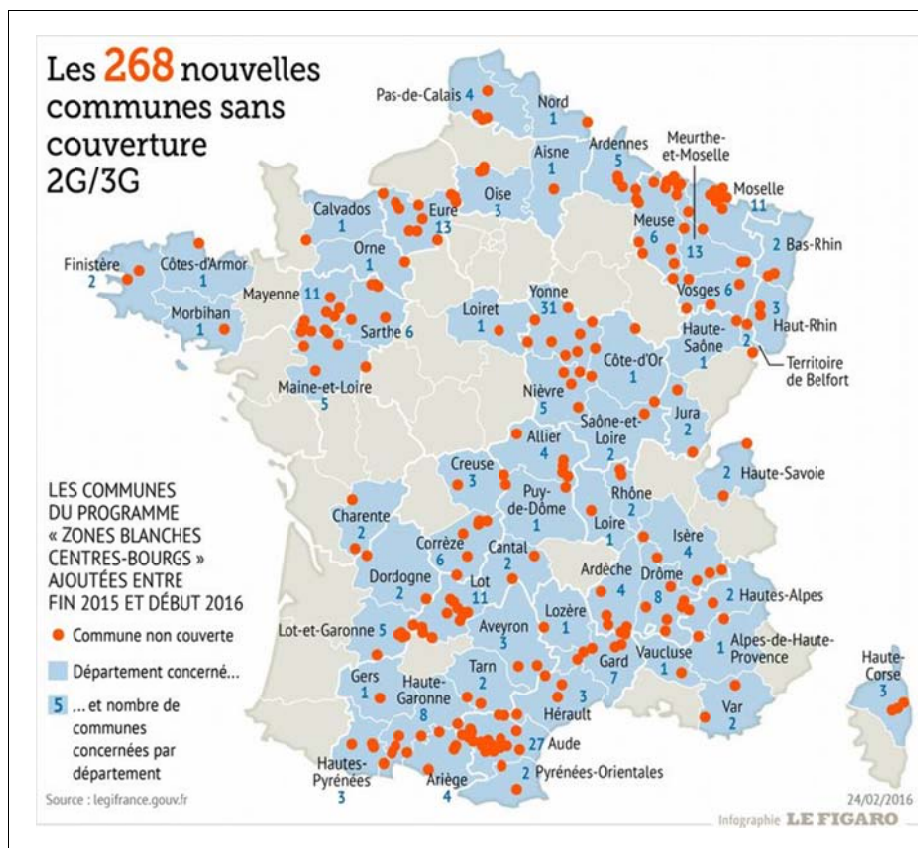 Les 268 nouvelles
communes sans
couverture
2G/3G
Pas-de-Calais 4
Nord
1
Aisne
1
Ardennes
5
Meurthe-
et-Moselle
13
Moselle
11
Oise
3
Eure
13
Calvados
1
Orne
1
Meuse
6
2
Bas-Rhin
Finistère
2
Côtes-d'Armor
1
Morbihan
1
Mayenne 11
Sarthe 6
Loiret
1
Yonne
31
Vosges 6
3
Haut-Rhin
Haute-
Saône
1
2
Territoire
de Belfort
Maine-et-Loire
5
Côte-d'Or
1
Nièvre
5
Saône-et-
Loire
2
Jura
2
Allier
4
Creuse
3
2
Haute-Savoie
Puy-
de-Dôme
1
Rhône
2
Loire
1
LES COMMUNES
DU PROGRAMME
« ZONES BLANCHES
CENTRES-BOURGS »
AJOUTÉES ENTRE
FIN 2015 ET DÉBUT 2016
Commune non couverte
Département concerné...
5 ... et nombre de
communes
concernées par
département
Charente
2
Corrèze
6
Cantal
2
Isère
4
Ardèche
4
Drôme
8
Dordogne
2
Lot
11
2 Hautes-Alpes
Lot-et-Garonne 5
Aveyron
3
Lozère
1
Gard
7
Vaucluse
1
1
Alpes-de-Haute-
Provence
Haute-
Corse
3
Gers
1
Haute-
Garonne
8
Tarn
2
3
Hérault
Var
2
27 Aude
Hautes-
Pyrénées
3
Ariège
4
2 Pyrénées-Orientales
Source : legifrance.gouv.fr
24/02/2016
Infographie LE FIGARO